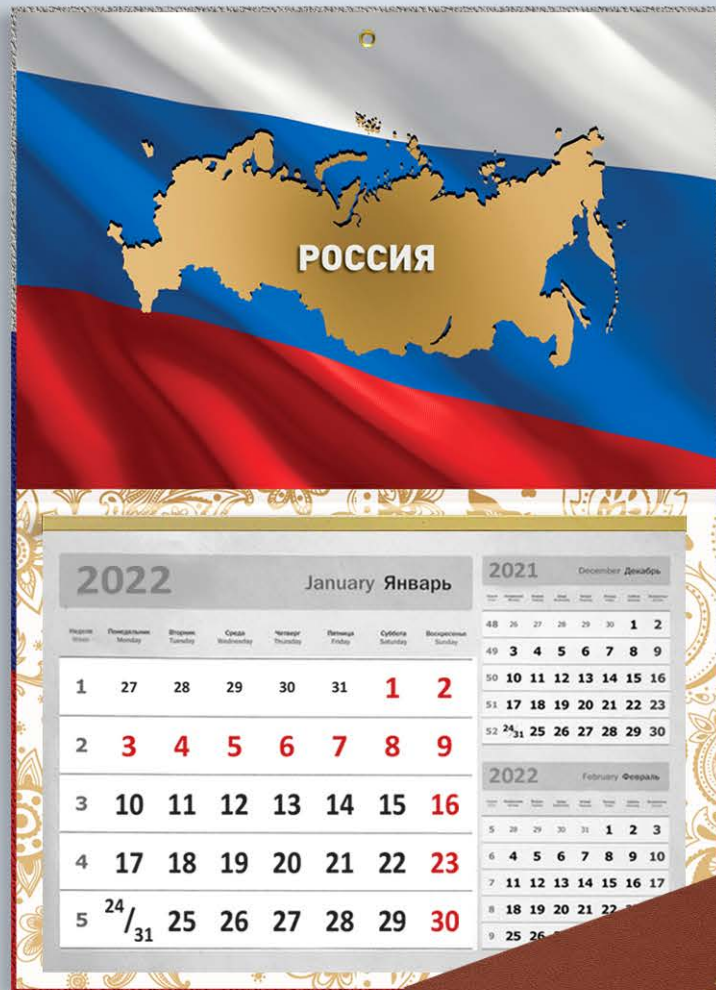 РОССИЯ
2022 January Январь
Неделя Понедельник Вторник Среда Четверг Пятница Суббота Воскресенье
Week Monday Tuesday Wednesday Thursday Friday Saturday Sunday
1 27 28 29 30 31 1 2
2 3 4 5 6 7 8 9
3 10 11 12 13 14 15 16
4 17 18 19 20 21 22 23
5 24/31 25 26 27 28 29 30
2021 December Декабрь
48 26 27 28 29 30 1 2
49 3 4 5 6 7 8 9
50 10 11 12 13 14 15 16
51 17 18 19 20 21 22 23
52 24/31 25 26 27 28 29 30
2022 February Февраль
5 28 29 30 31 1 2 3
6 4 5 6 7 8 9 10
7 11 12 13 14 15 16 17
8 18 19 20 21 22
9 25 26